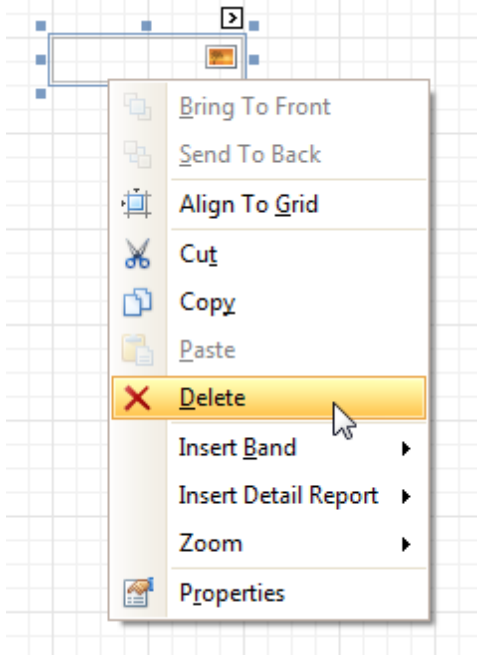 Bring To Front
Send To Back
Align To Grid
Cut
Copy
Paste
Delete
Insert Band
Insert Detail Report
Zoom
Properties